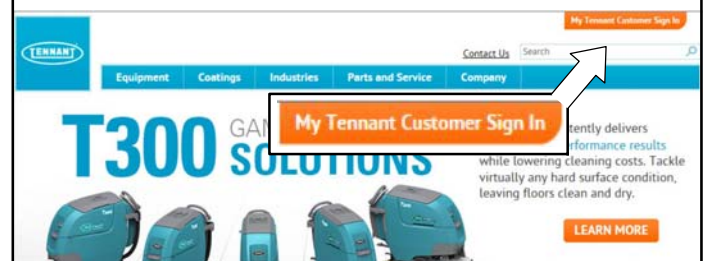 My Tennant Customer Sign In
TENNANT
Contact Us Search
Equipment Coatings Industries Parts and Service Company
My Tennant Customer Sign In
T300
SOLUTIONS
tently delivers
formance results
while lowering cleaning costs. Tackle
virtually any hard surface condition,
leaving floors clean and dry.
LEARN MORE